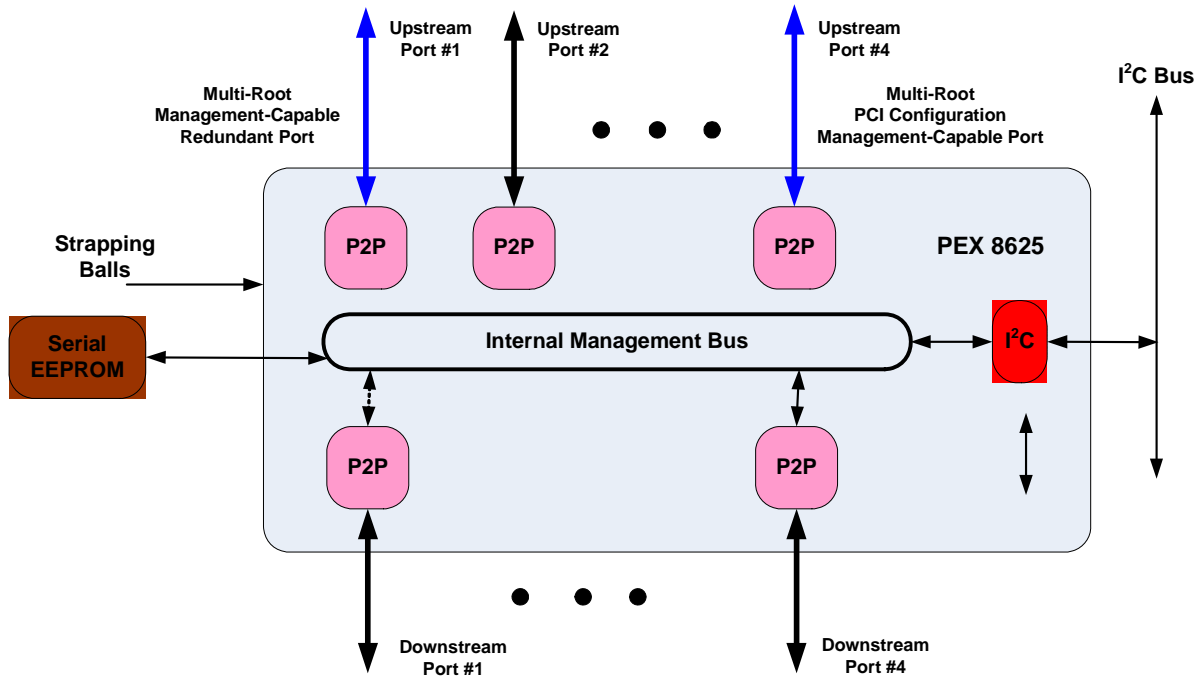 Upstream
Port #1
Upstream
Port #2
Upstream
Port #4
I²C Bus
Multi-Root
Management-Capable
Redundant Port
Multi-Root
PCI Configuration
Management-Capable Port
P2P
P2P
P2P
PEX 8625
Strapping
Balls
Serial
EEPROM
Internal Management Bus
I²C
P2P
P2P
Downstream
Port #1
Downstream
Port #4